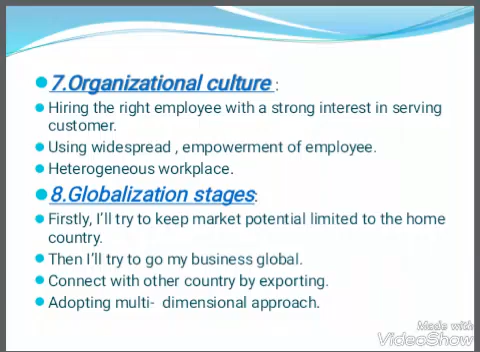 7.Organizational culture :
Hiring the right employee with a strong interest in serving
customer.
Using widespread , empowerment of employee.
Heterogeneous workplace.
8.Globalization stages:
Firstly, I'll try to keep market potential limited to the home
country.
Then I'll try to go my business global.
Connect with other country by exporting.
Adopting multi- dimensional approach.
Made with
VideoShow